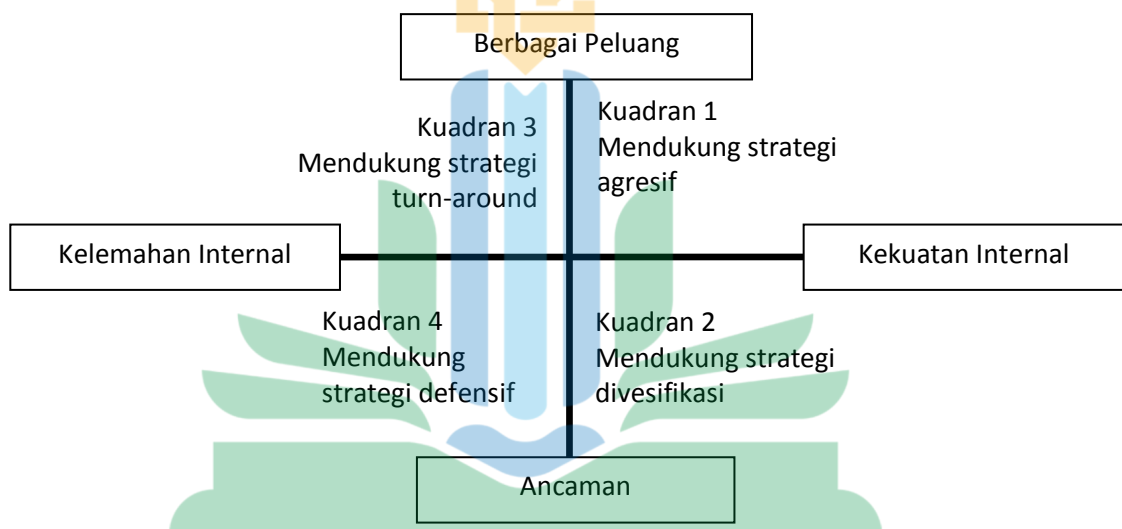 Berbagai Peluang
Kuadran 3
Mendukung strategi
turn-around
Kuadran 1
Mendukung strategi
agresif
Kelemahan Internal
Kekuatan Internal
Kuadran 4
Mendukung
strategi defensif
Kuadran 2
Mendukung strategi
divesifikasi
Ancaman